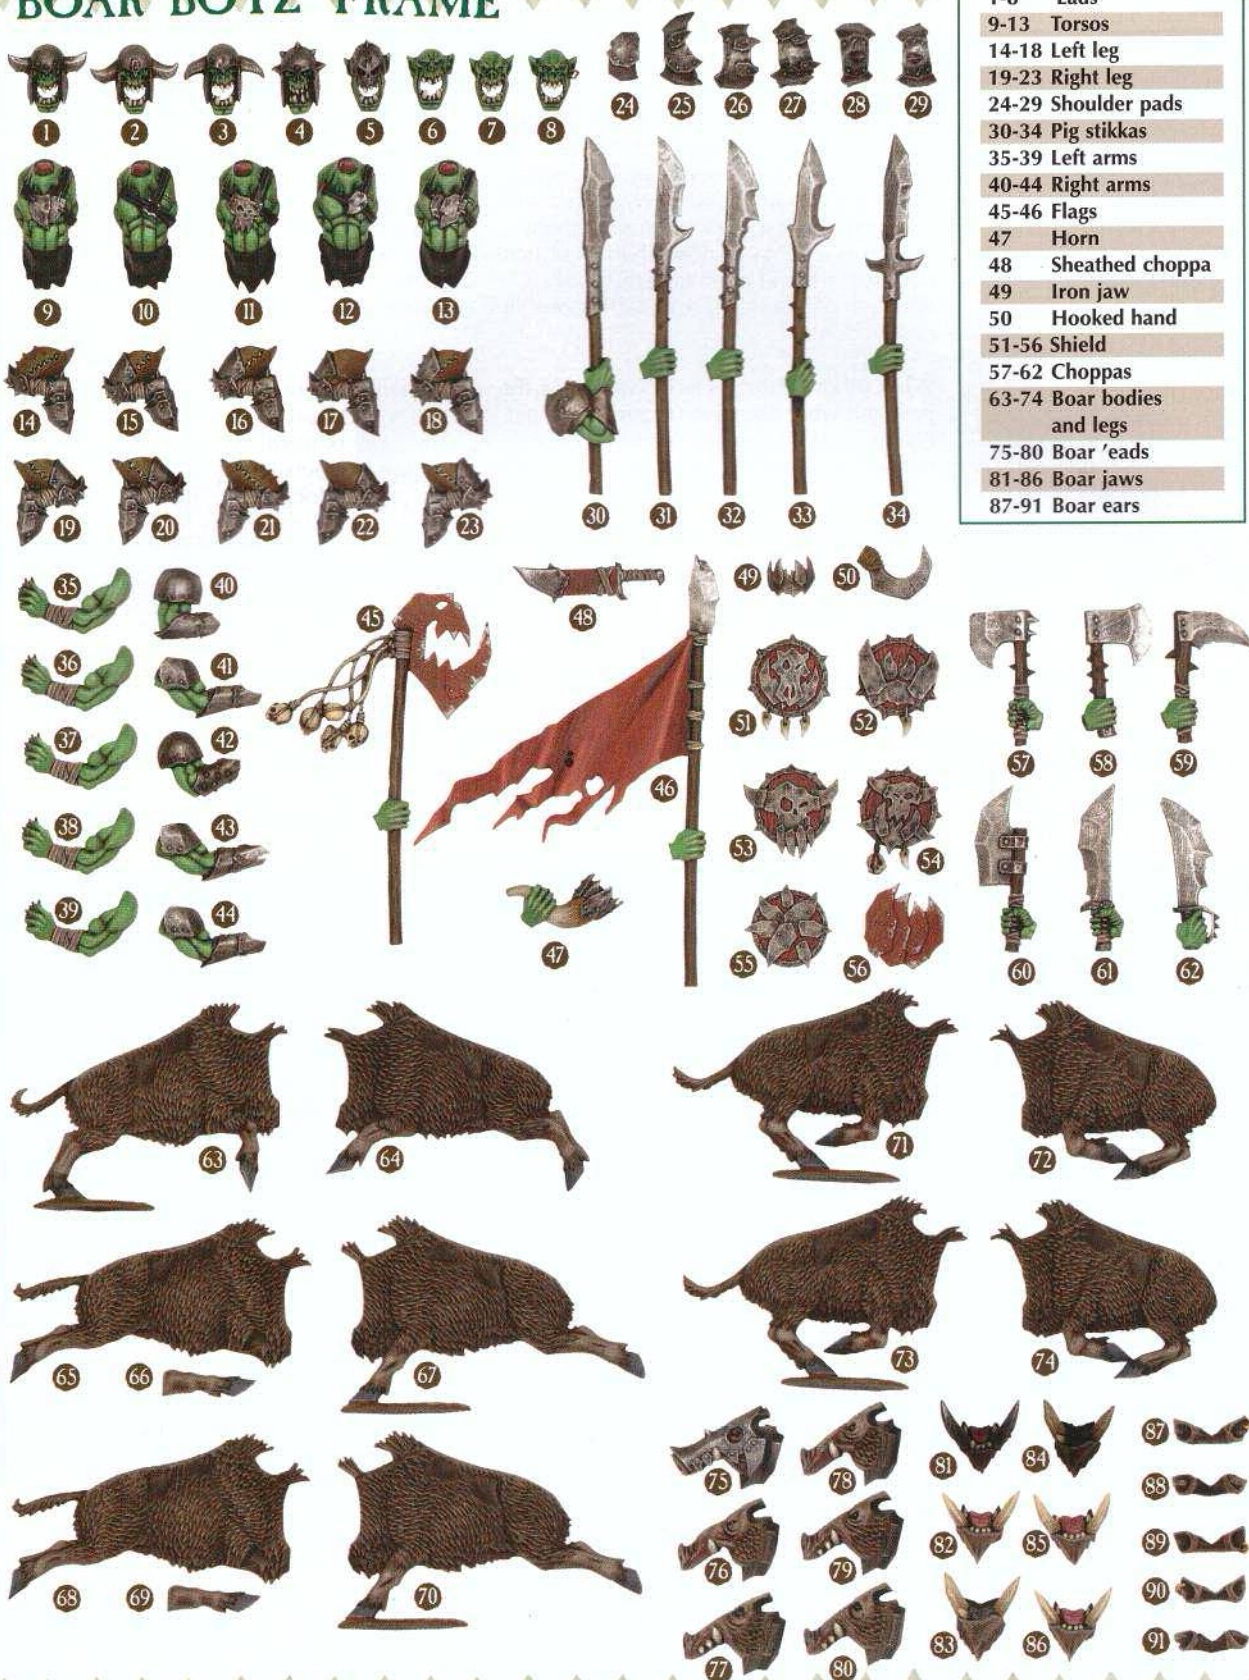 BOAR BOYZ FRAME
1-8 'Eads
9-13 Torsos
14-18 Left leg
19-23 Right leg
24-29 Shoulder pads
30-34 Pig stikkas
35-39 Left arms
40-44 Right arms
45-46 Flags
47 Horn
48 Sheathed choppa
49 Iron jaw
50 Hooked hand
51-56 Shield
57-62 Choppas
63-74 Boar bodies
and legs
75-80 Boar 'eads
81-86 Boar jaws
87-91 Boar ears
1 2 3 4 5 6 7 8
24 25 26 27 28 29
9 10 11 12 13
14 15 16 17 18
19 20 21 22 23
30 31 32 33 34
35 40
36 41
37 42
38 43
39 44
45 48 49 50
46 47
51 52
53 54
55 56
57 58 59
60 61 62
63 64 71 72
65 66 67 73 74
68 69 70
75 78 81 84 87
88
76 79 82 85 89
90
77 80 83 86 91